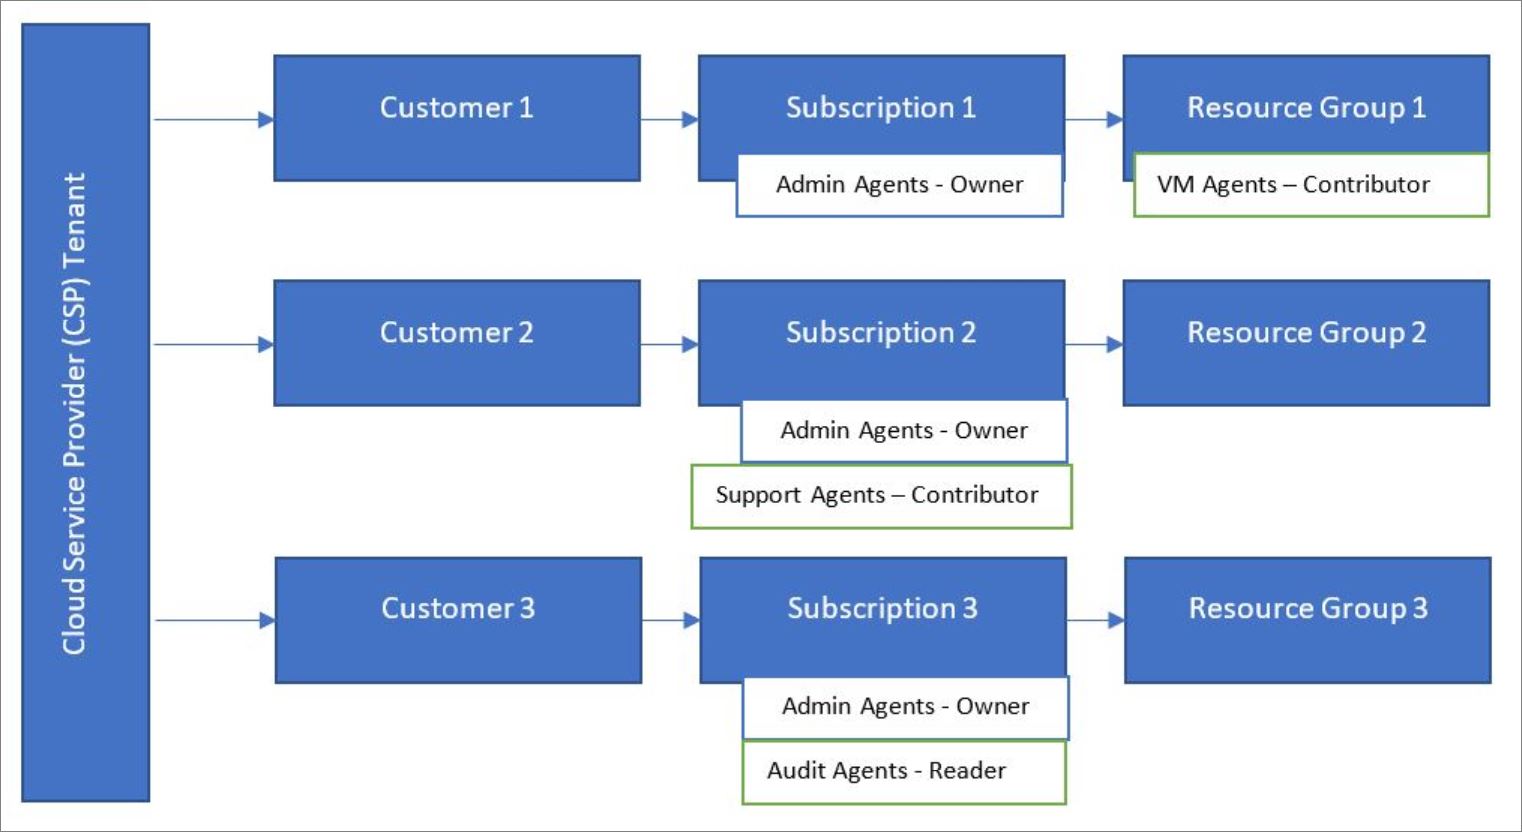 Cloud Service Provider (CSP) Tenant
Customer 1
Subscription 1
Admin Agents - Owner
Resource Group 1
VM Agents – Contributor
Customer 2
Subscription 2
Admin Agents - Owner
Support Agents – Contributor
Resource Group 2
Customer 3
Subscription 3
Admin Agents - Owner
Audit Agents - Reader
Resource Group 3